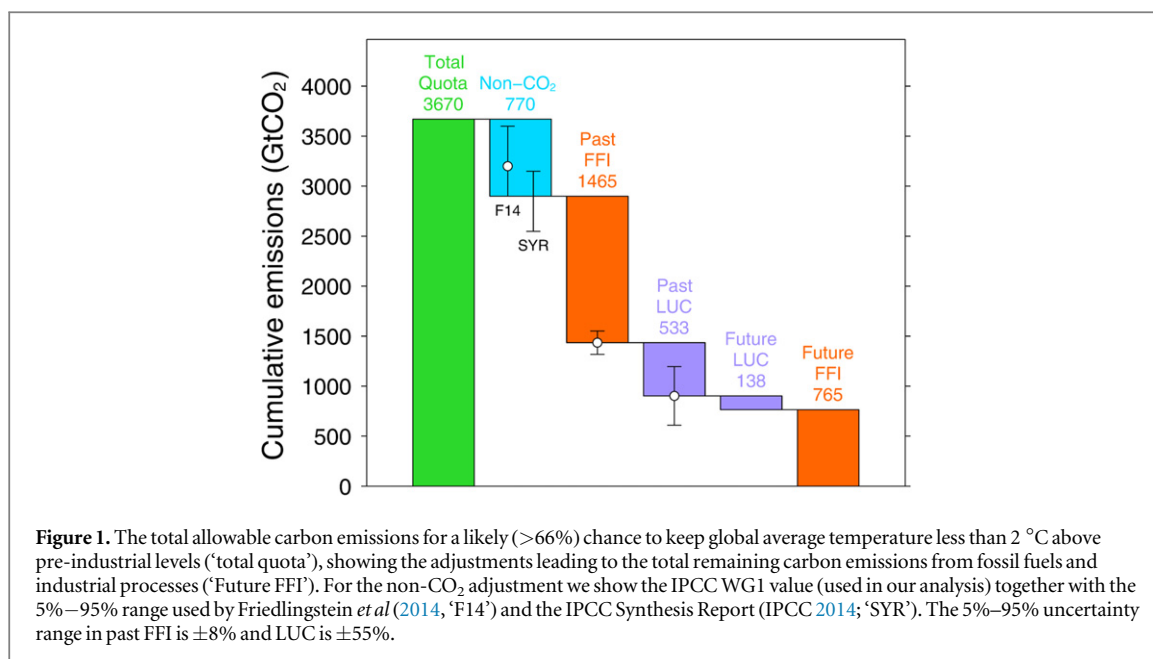 Total
Quota
3670
Non−CO₂
770
Past
FFI
1465
Past
LUC
533
Future
LUC
138
Future
FFI
765
F14
SYR
Cumulative emissions (GtCO₂)
4000
3500
3000
2500
2000
1500
1000
500
0
Figure 1. The total allowable carbon emissions for a likely (>66%) chance to keep global average temperature less than 2 °C above
pre-industrial levels (‘total quota’), showing the adjustments leading to the total remaining carbon emissions from fossil fuels and
industrial processes (‘Future FFI’). For the non-CO₂ adjustment we show the IPCC WG1 value (used in our analysis) together with the
5%−95% range used by Friedlingstein et al (2014, ‘F14’) and the IPCC Synthesis Report (IPCC 2014; ‘SYR’). The 5%–95% uncertainty
range in past FFI is ±8% and LUC is ±55%.